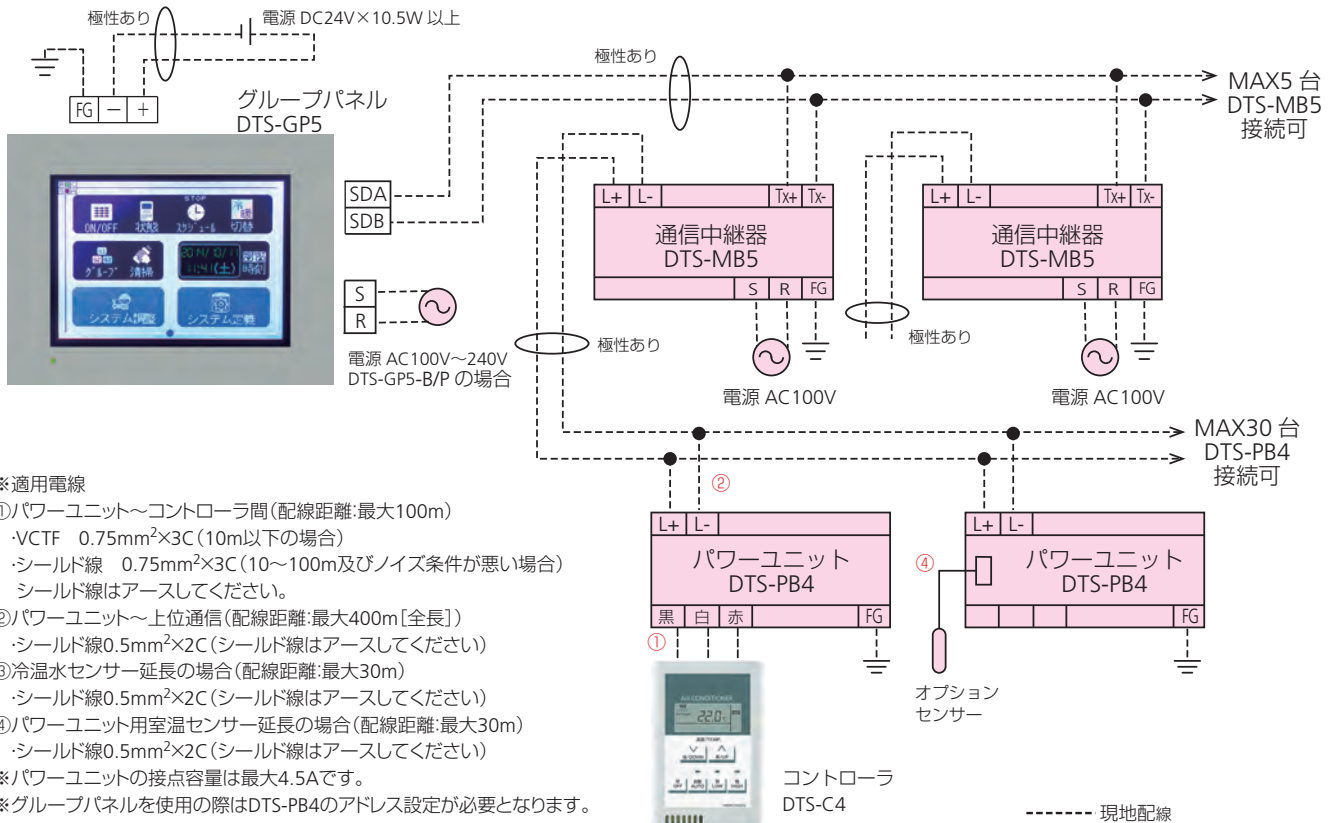 極性あり
電源 DC24V×10.5W 以上
FG － ＋
グループパネル
DTS-GP5
STOP
ON/OFF 状態 スケジュール 切替
グループ 清掃 2014/10/11
11:41(土) 時刻
システム調整 システム定義
SDA
SDB
S
R
電源 AC100V～240V
DTS-GP5-B/P の場合
極性あり
MAX5 台
DTS-MB5
接続可
L+ L- Tx+ Tx-
通信中継器
DTS-MB5
S R FG
電源 AC100V
L+ L- Tx+ Tx-
通信中継器
DTS-MB5
S R FG
電源 AC100V
極性あり
極性あり
MAX30 台
DTS-PB4
接続可
②
L+ L-
パワーユニット
DTS-PB4
黒 白 赤 FG
①
L+ L-
パワーユニット
DTS-PB4
FG
④
オプション
センサー
AIR CONDITIONER
22.0
コントローラ
DTS-C4
現地配線
※適用電線
①パワーユニット～コントローラ間（配線距離:最大100m）
·VCTF 0.75mm²×3C（10m以下の場合）
·シールド線 0.75mm²×3C（10～100m及びノイズ条件が悪い場合）
シールド線はアースしてください。
②パワーユニット～上位通信（配線距離:最大400m［全長］）
·シールド線0.5mm²×2C（シールド線はアースしてください）
③冷温水センサー延長の場合（配線距離:最大30m）
·シールド線0.5mm²×2C（シールド線はアースしてください）
④パワーユニット用室温センサー延長の場合（配線距離:最大30m）
·シールド線0.5mm²×2C（シールド線はアースしてください）
※パワーユニットの接点容量は最大4.5Aです。
※グループパネルを使用の際はDTS-PB4のアドレス設定が必要となります。